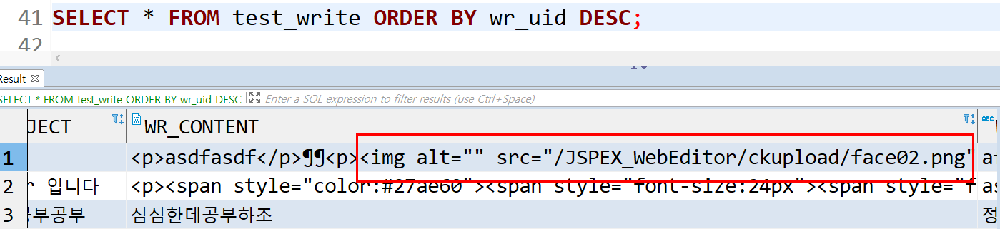 41 SELECT * FROM test_write ORDER BY wr_uid DESC;
42
Result
SELECT * FROM test_write ORDER BY wr_uid DESC Enter a SQL expression to filter results (use Ctrl+Space)
JECT WR_CONTENT ABC
1 <p>asdfasdf</p>¶¶<p><img alt="" src="/JSPEX_WebEditor/ckupload/face02.png"
2 입니다 <p><span style="color:#27ae60"><span style="font-size:24px"><span style="f as
3 부공부 심심한데공부하조 정